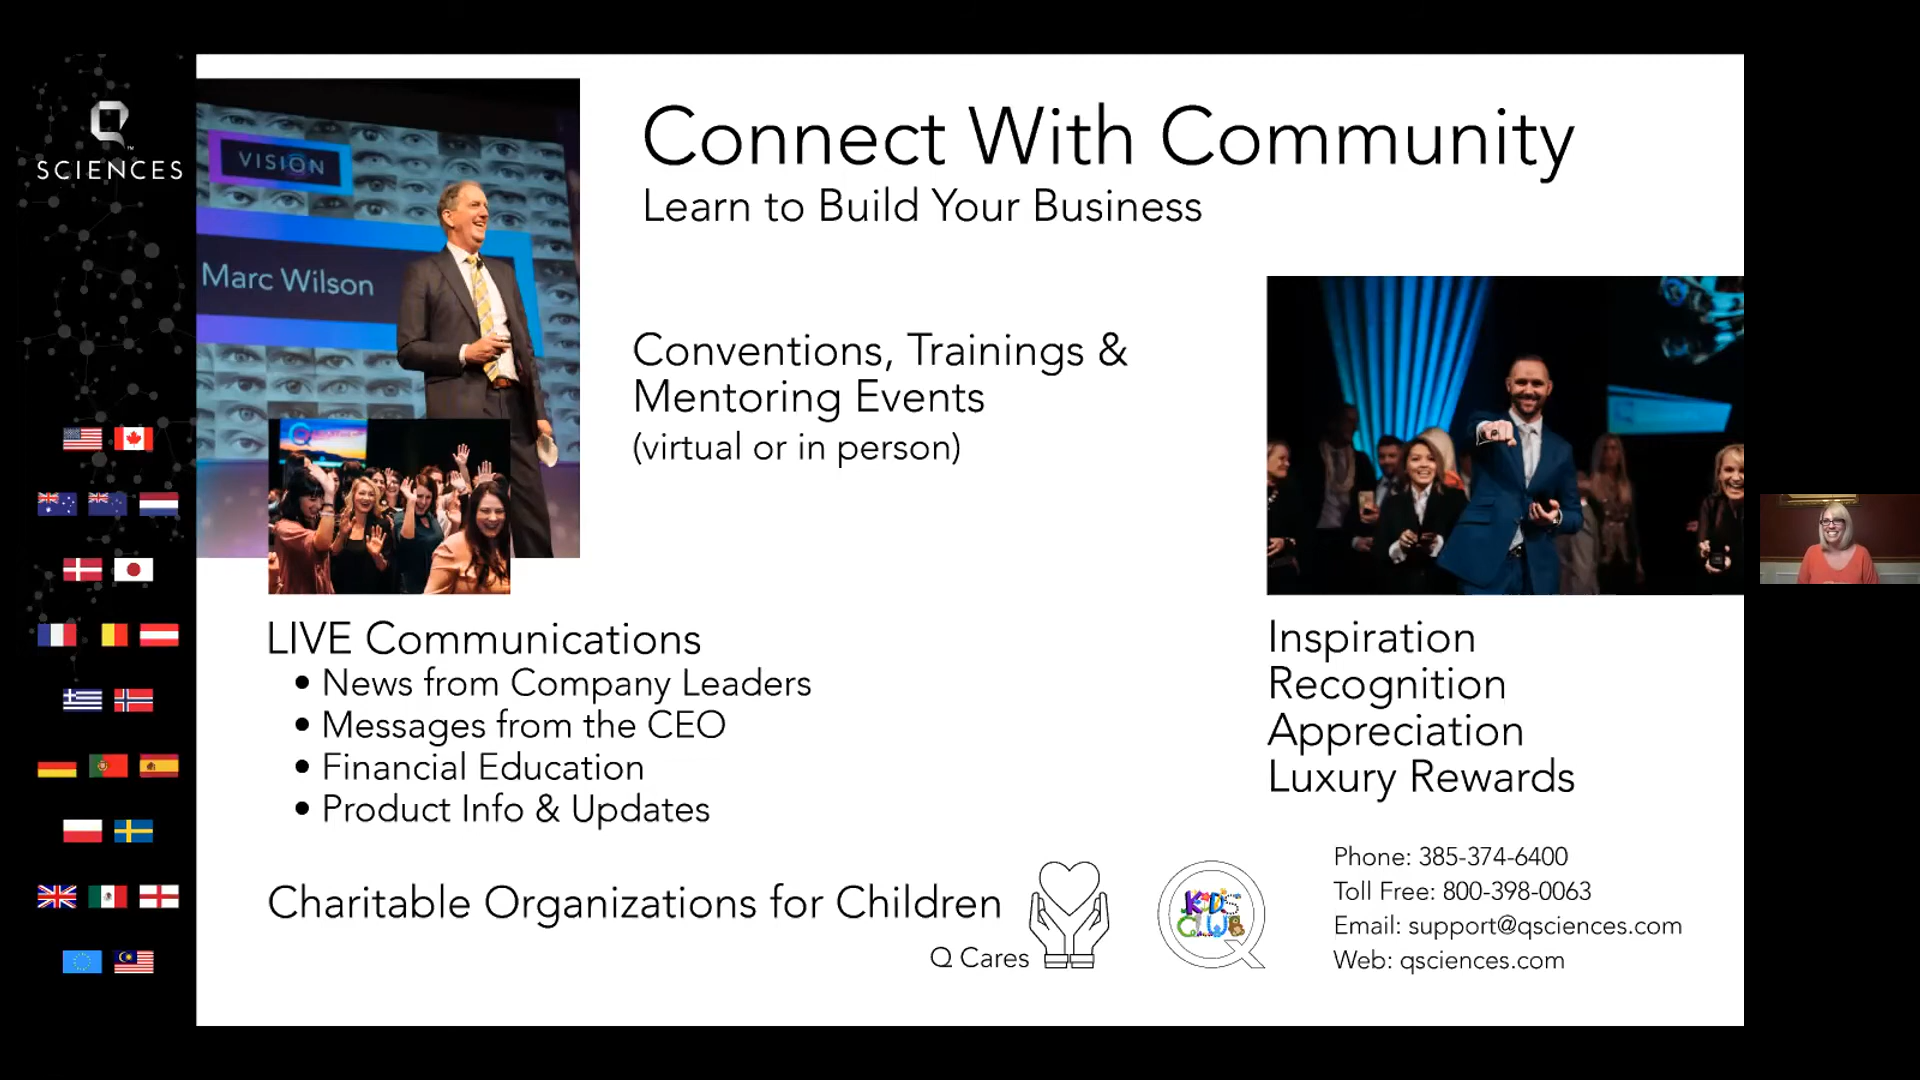 Q
SCIENCES
VISION
Marc Wilson
Connect With Community
Learn to Build Your Business
Conventions, Trainings &
Mentoring Events
(virtual or in person)
LIVE Communications
• News from Company Leaders
• Messages from the CEO
• Financial Education
• Product Info & Updates
Inspiration
Recognition
Appreciation
Luxury Rewards
Charitable Organizations for Children
Q Cares
KiDS
CLUB
Phone: 385-374-6400
Toll Free: 800-398-0063
Email: support@qsciences.com
Web: qsciences.com